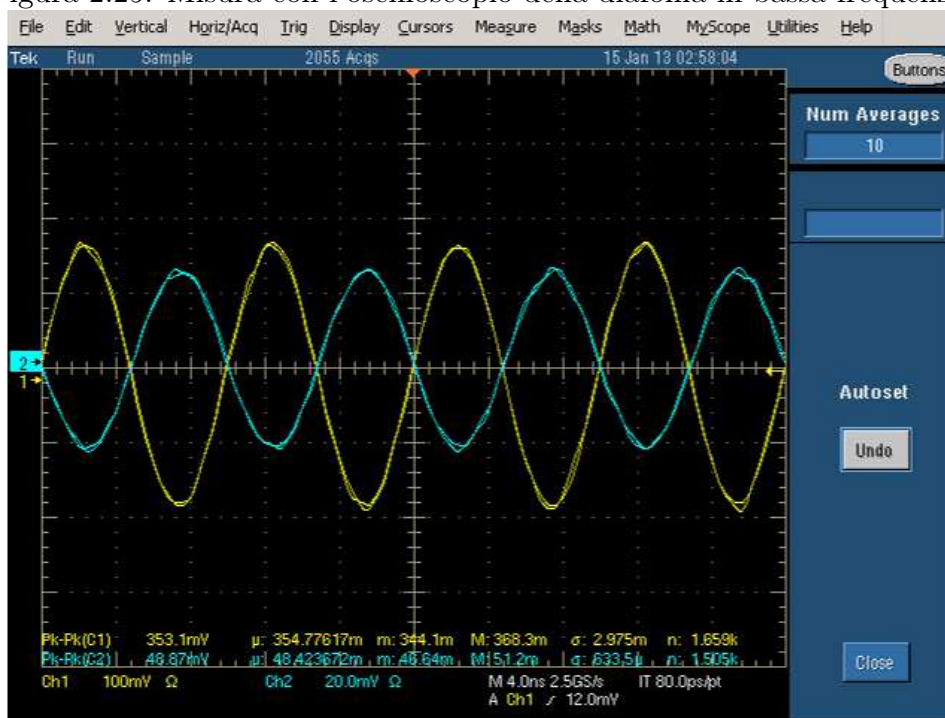 igura 2.25: Misura con l'oscilloscopio della diafonia in bassa frequenz
File Edit Vertical Horiz/Acq Trig Display Cursors Measure Masks Math MyScope Utilities Help
Tek Run Sample 2055 Acqs 15 Jan 13 02:58:04
Buttons
Num Averages
10
2
1
Autoset
Undo
Pk-Pk(C1) 353.1mV µ: 354.77617m m: 344.1m M: 368.3m σ: 2.975m n: 1.659k
Pk-Pk(C2) 48.87mV µ: 48.423672m m: 46.64m M: 51.2m σ: 633.5µ n: 1.505k
Close
Ch1 100mV Ω Ch2 20.0mV Ω M 4.0ns 2.5GS/s IT 80.0ps/pt
A Ch1 12.0mV